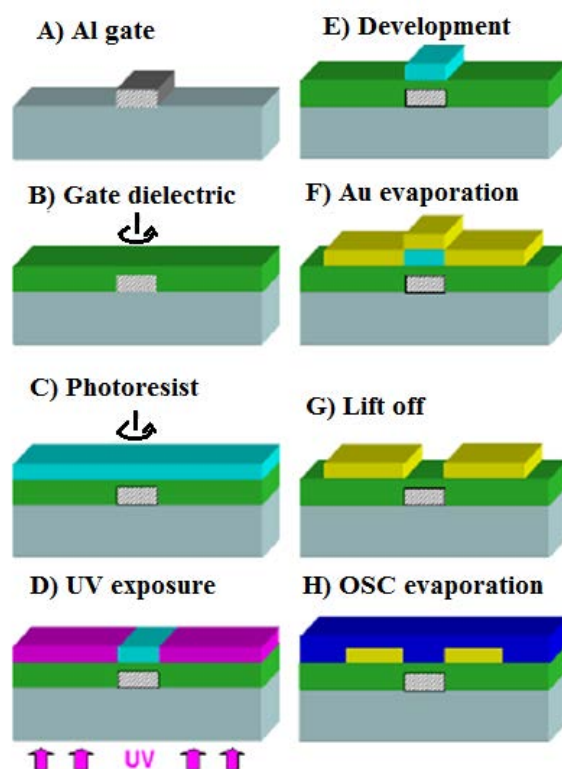 A) Al gate
B) Gate dielectric
C) Photoresist
D) UV exposure
UV
E) Development
F) Au evaporation
G) Lift off
H) OSC evaporation